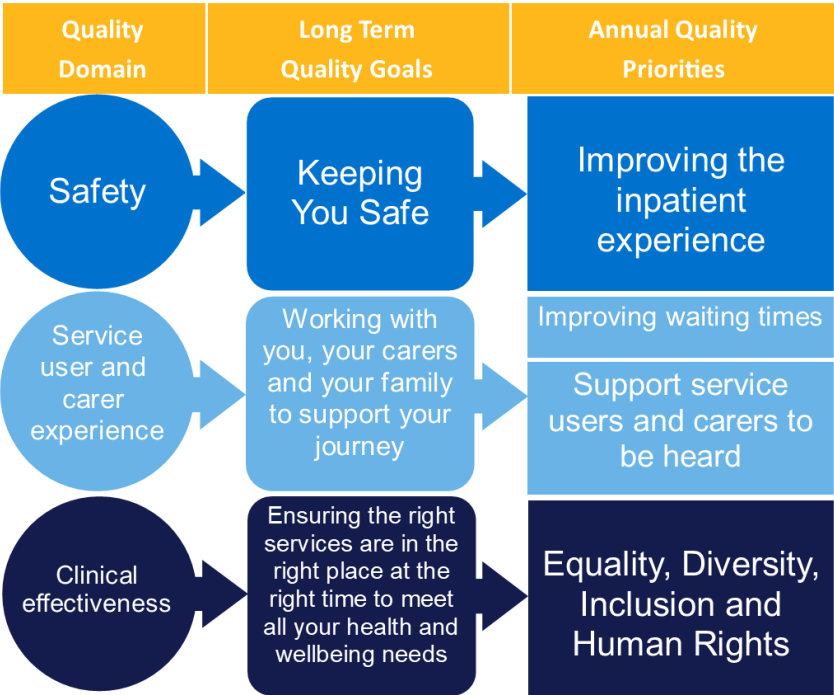 Quality
Domain
Long Term
Quality Goals
Annual Quality
Priorities
Safety
Keeping
You Safe
Improving the
inpatient
experience
Service
user and
carer
experience
Working with
you, your carers
and your family
to support your
journey
Improving waiting times
Support service
users and carers to
be heard
Clinical
effectiveness
Ensuring the right
services are in the
right place at the
right time to meet
all your health and
wellbeing needs
Equality, Diversity,
Inclusion and
Human Rights